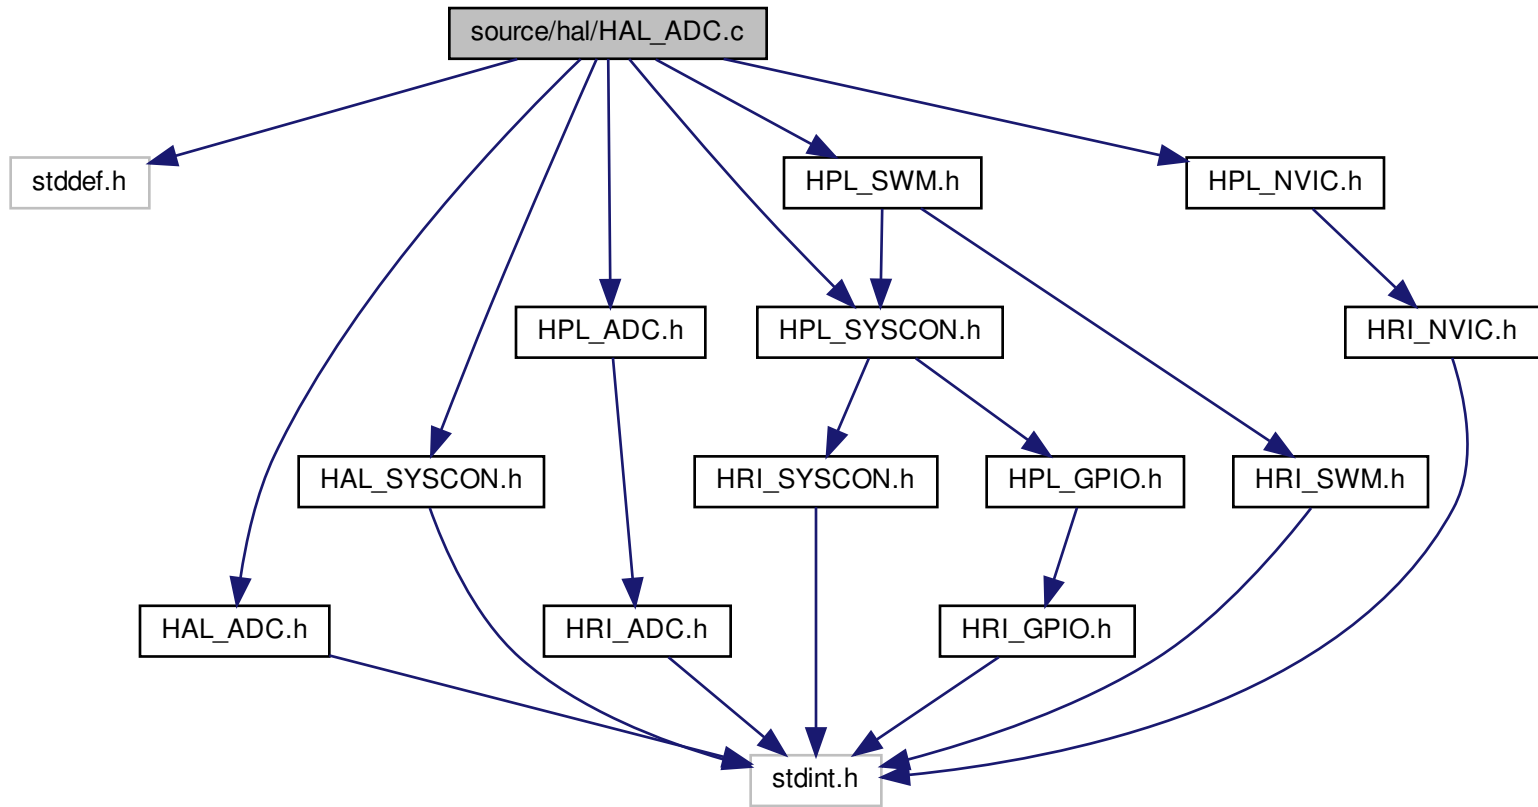 source/hal/HAL_ADC.c
stddef.h
HPL_SWM.h
HPL_NVIC.h
HPL_ADC.h
HPL_SYSCON.h
HRI_NVIC.h
HAL_SYSCON.h
HRI_SYSCON.h
HPL_GPIO.h
HRI_SWM.h
HAL_ADC.h
HRI_ADC.h
HRI_GPIO.h
stdint.h